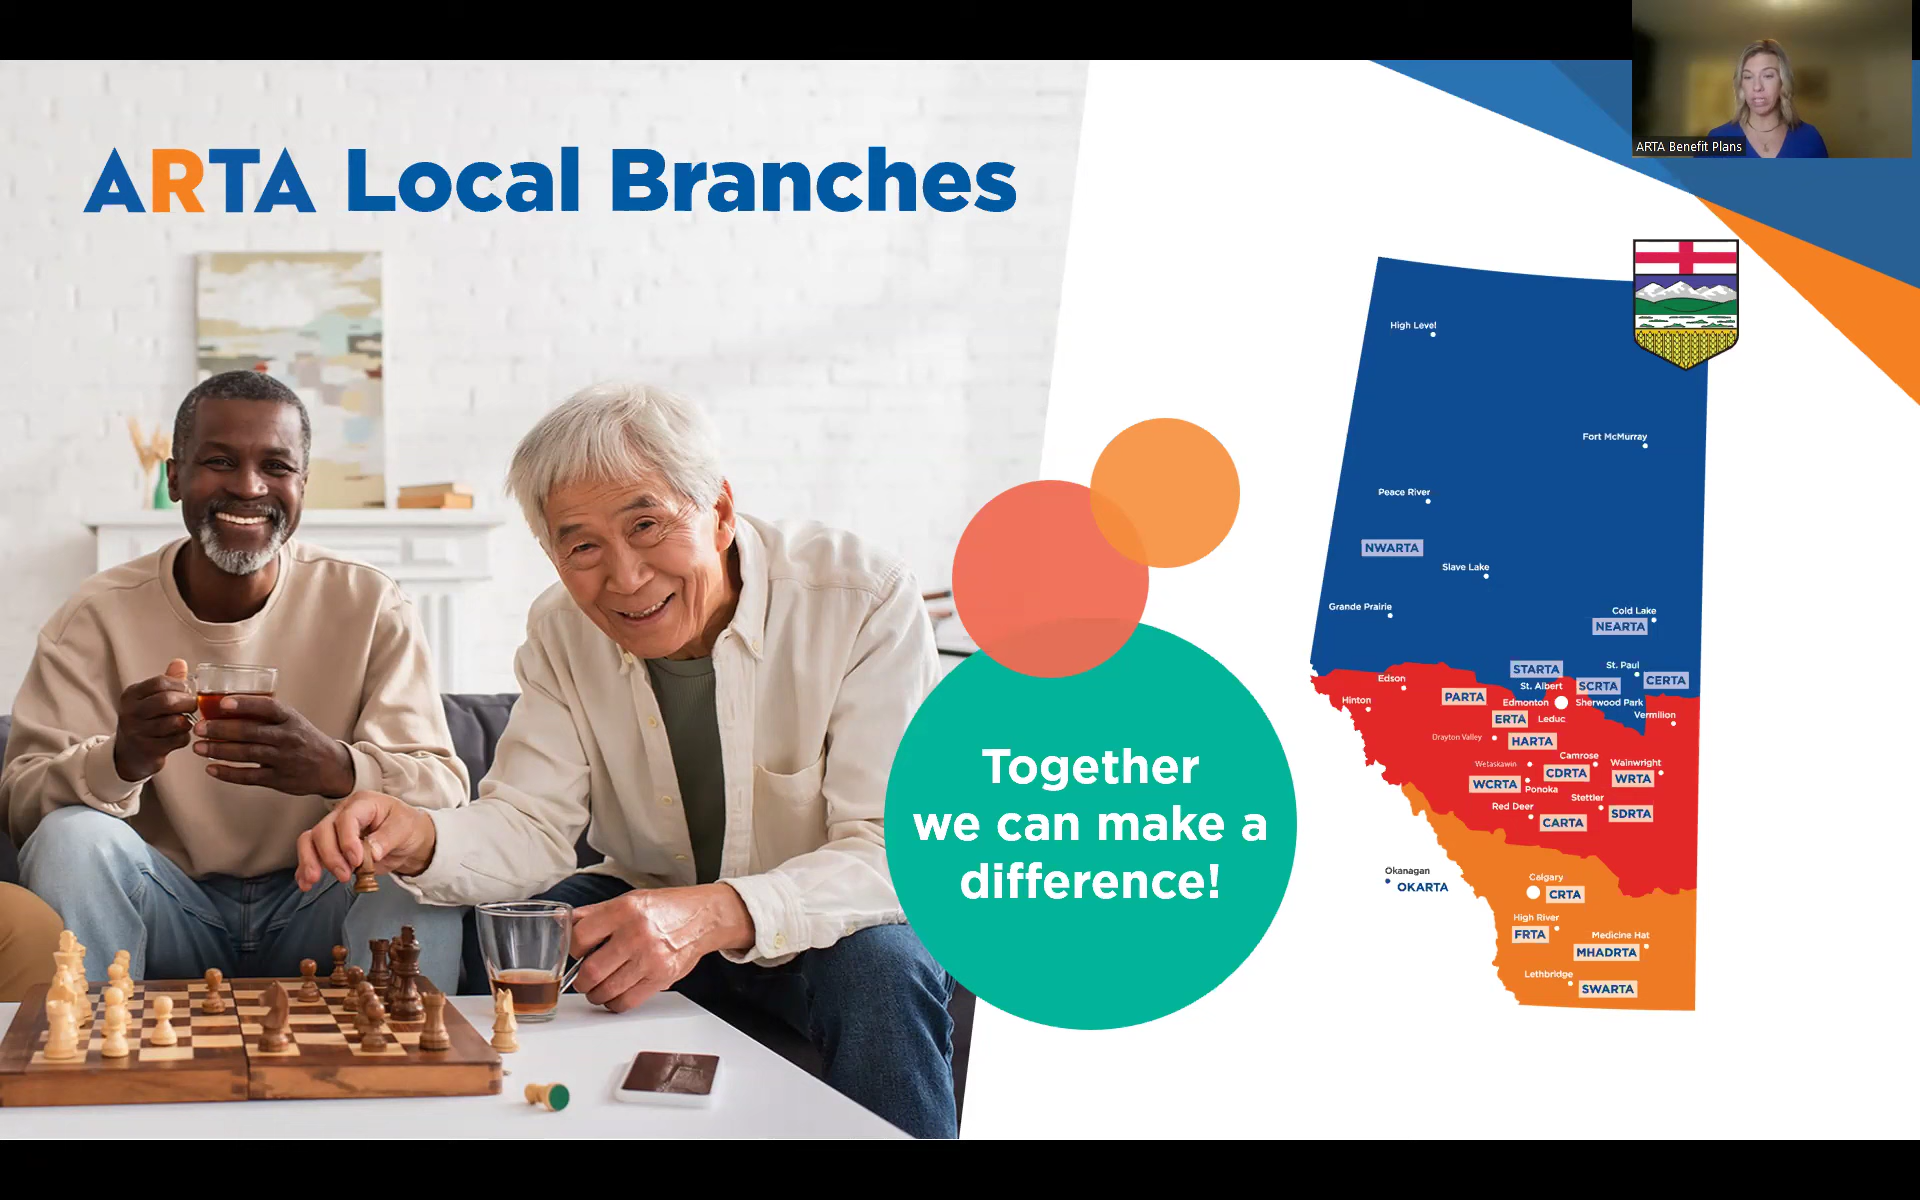 ARTA Local Branches
ARTA Benefit Plans
Together
we can make a
difference!
High Level
Fort McMurray
Peace River
NWARTA
Slave Lake
Grande Prairie
Cold Lake
NEARTA
STARTA
St. Paul
CERTA
Edson
St. Albert
SCRTA
Hinton
PARTA
Edmonton
Sherwood Park
ERTA
Leduc
Vermilion
Drayton Valley
HARTA
Camrose
Wetaskawin
CDRTA
Wainwright
WRTA
WCRTA
Ponoka
Stettler
Red Deer
SDRTA
CARTA
Okanagan
OKARTA
Calgary
CRTA
High River
FRTA
Medicine Hat
MHADRTA
Lethbridge
SWARTA